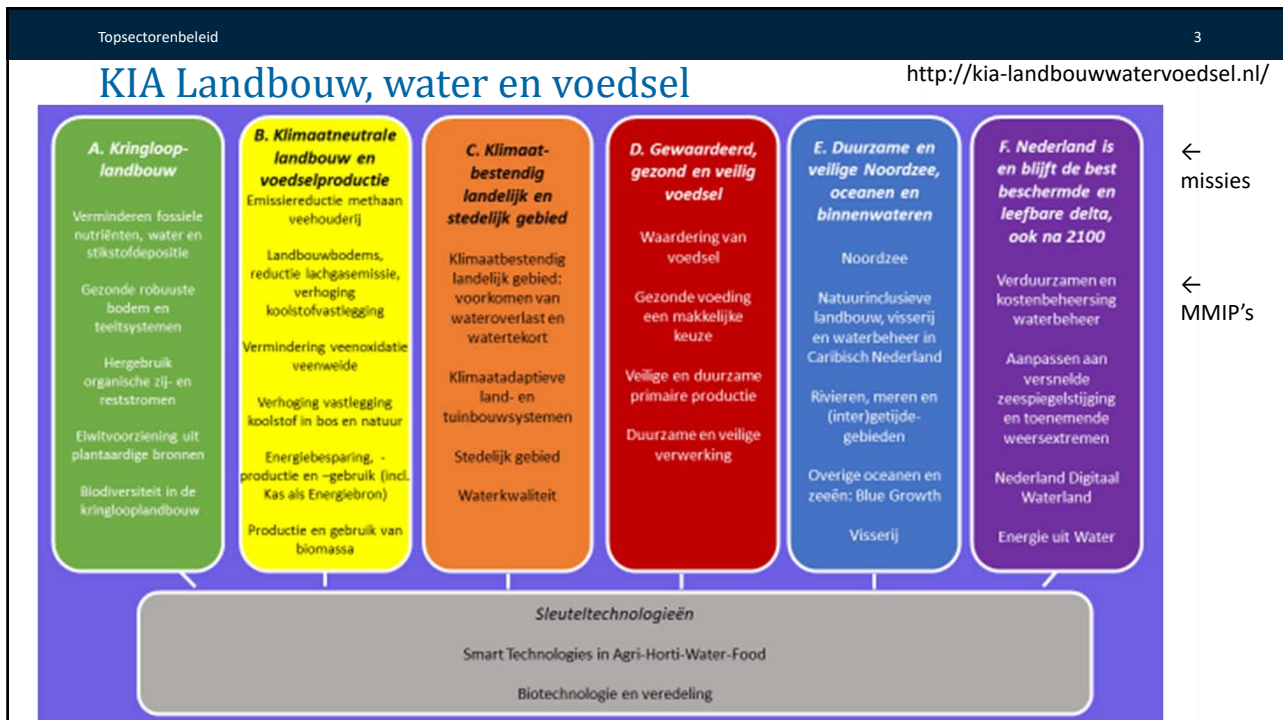 Topsectorenbeleid
3
KIA Landbouw, water en voedsel
http://kia-landbouwwatervoedsel.nl/
A. Kringloop-
landbouw
Verminderen fossiele
nutriënten, water en
stikstofdepositie
Gezonde robuuste
bodem en
teeltsystemen
Hergebruik
organische zij- en
reststromen
Eiwitvoorziening uit
plantaardige bronnen
Biodiversiteit in de
kringlooplandbouw
B. Klimaatneutrale
landbouw en
voedselproductie
Emissiereductie methaan
veehouderij
Landbouwbodems,
reductie lachgasemissie,
verhoging
koolstofvastlegging
Vermindering veenoxidatie
veenweide
Verhoging vastlegging
koolstof in bos en natuur
Energiebesparing, -
productie en –gebruik (incl.
Kas als Energiebron)
Productie en gebruik van
biomassa
C. Klimaat-
bestendig
landelijk en
stedelijk gebied
Klimaatbestendig
landelijk gebied:
voorkomen van
wateroverlast en
watertekort
Klimaatadaptieve
land- en
tuinbouwsystemen
Stedelijk gebied
Waterkwaliteit
D. Gewaardeerd,
gezond en veilig
voedsel
Waardering van
voedsel
Gezonde voeding
een makkelijke
keuze
Veilige en duurzame
primaire productie
Duurzame en veilige
verwerking
E. Duurzame en
veilige Noordzee,
oceanen en
binnenwateren
Noordzee
Natuurinclusieve
landbouw, visserij
en waterbeheer in
Caribisch Nederland
Rivieren, meren en
(inter)getijde-
gebieden
Overige oceanen en
zeeën: Blue Growth
Visserij
F. Nederland is
en blijft de best
beschermde en
leefbare delta,
ook na 2100
Verduurzamen en
kostenbeheersing
waterbeheer
Aanpassen aan
versnelde
zeespiegelstijging
en toenemende
weersextremen
Nederland Digitaal
Waterland
Energie uit Water
←
missies
←
MMIP’s
Sleuteltechnologieën
Smart Technologies in Agri-Horti-Water-Food
Biotechnologie en veredeling